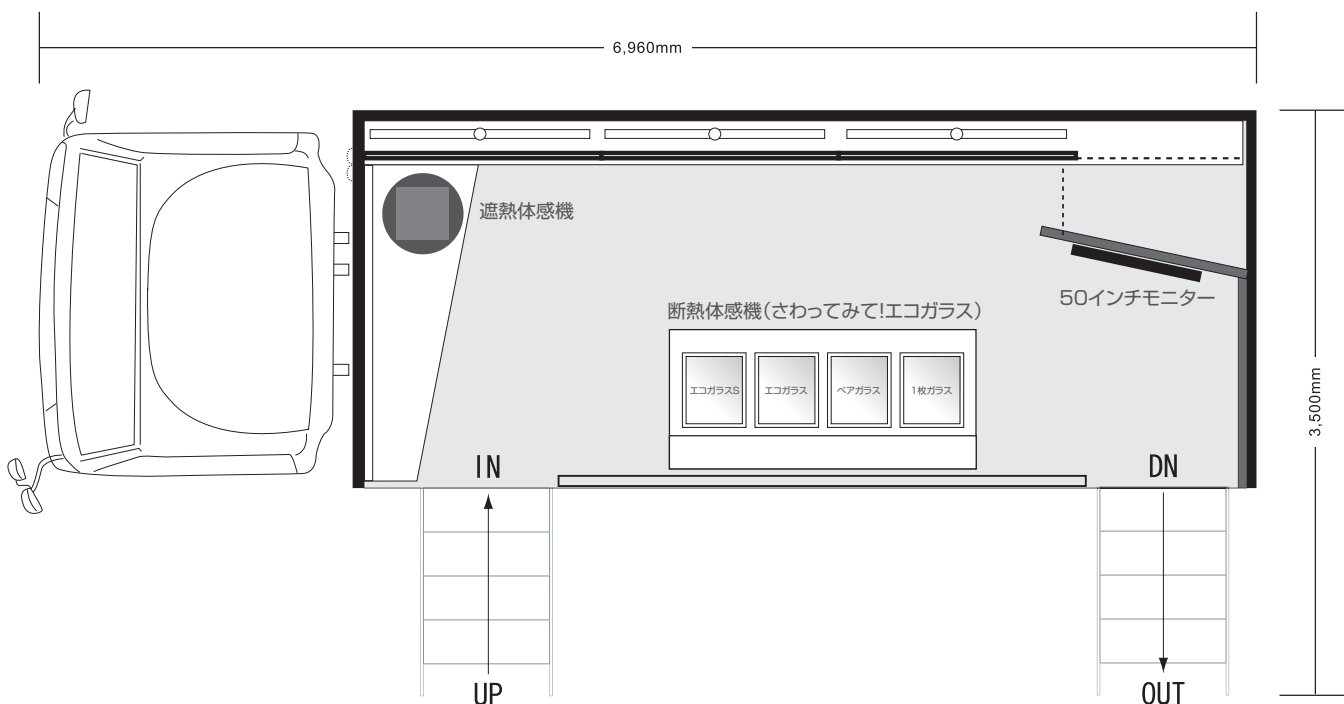 6,960mm
遮熱体感機
50インチモニター
断熱体感機(さわってみて!エコガラス)
エコガラスS
エコガラス
ペアガラス
1枚ガラス
3,500mm
IN
DN
UP
OUT